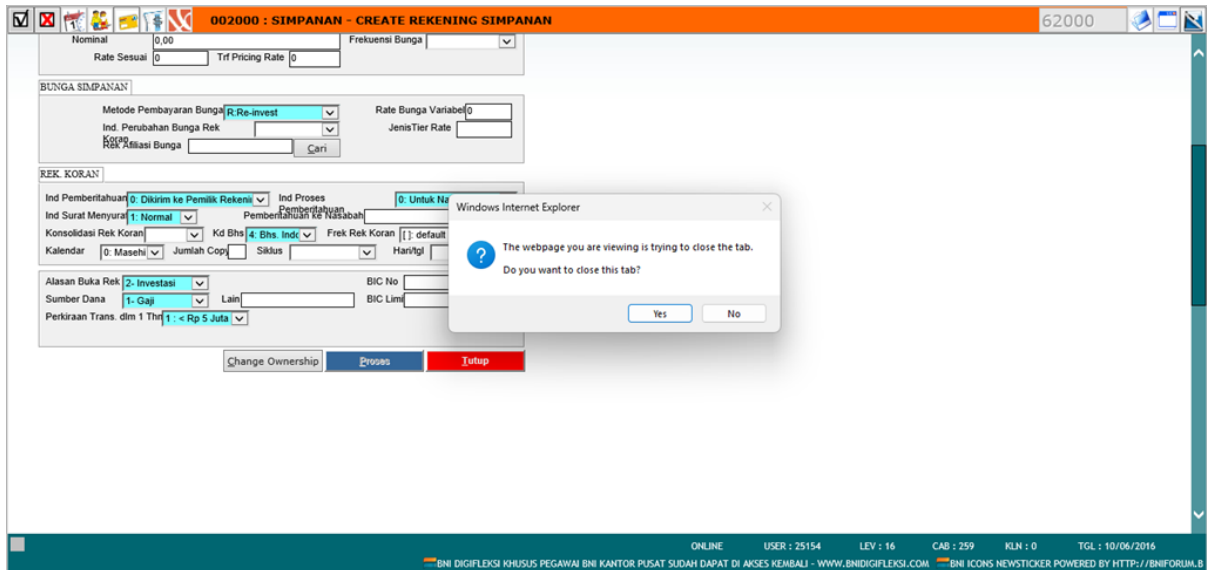 002000 : SIMPANAN - CREATE REKENING SIMPANAN 62000
Nominal 0,00 Frekuensi Bunga
Rate Sesuai 0 Trf Pricing Rate 0
BUNGA SIMPANAN
Metode Pembayaran Bunga R:Re-invest Rate Bunga Variabel 0
Ind. Perubahan Bunga Rek Koran JenisTier Rate
Rek Afiliasi Bunga Cari
REK. KORAN
Ind Pemberitahuan 0: Dikirim ke Pemilik Rekenin Ind Proses Pemberitahuan 0: Untuk Na
Ind Surat Menyurat 1: Normal Pemberitahuan ke Nasabah
Konsolidasi Rek Koran Kd Bhs 4: Bhs. Indo Frek Rek Koran [ ]: default
Kalendar 0: Masehi Jumlah Copy Siklus Hari/tgl
Alasan Buka Rek 2- Investasi BIC No
Sumber Dana 1- Gaji Lain BIC Limi
Perkiraan Trans. dlm 1 Thn 1 : < Rp 5 Juta
Change Ownership Proses Tutup
Windows Internet Explorer
The webpage you are viewing is trying to close the tab.
Do you want to close this tab?
Yes No
ONLINE USER : 25154 LEV : 16 CAB : 259 KLN : 0 TGL : 10/06/2016
BNI DIGIFLEKSI KHUSUS PEGAWAI BNI KANTOR PUSAT SUDAH DAPAT DI AKSES KEMBALI - WWW.BNIDIGIFLEKSI.COM BNI ICONS NEWSTICKER POWERED BY HTTP://BNIFORUM.B